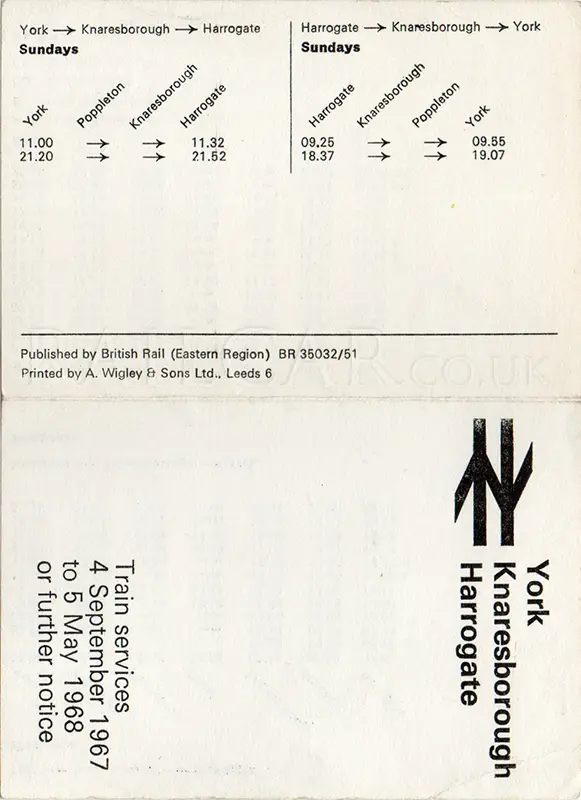 York → Knaresborough → Harrogate
Sundays
York Poppleton Knaresborough Harrogate
11.00 → → 11.32
21.20 → → 21.52
Harrogate → Knaresborough → York
Sundays
Harrogate Knaresborough Poppleton York
09.25 → → 09.55
18.37 → → 19.07
Published by British Rail (Eastern Region) BR 35032/51
Printed by A. Wigley & Sons Ltd., Leeds 6
RAILCAR.CO.UK
York
Knaresborough
Harrogate
Train services
4 September 1967
to 5 May 1968
or further notice